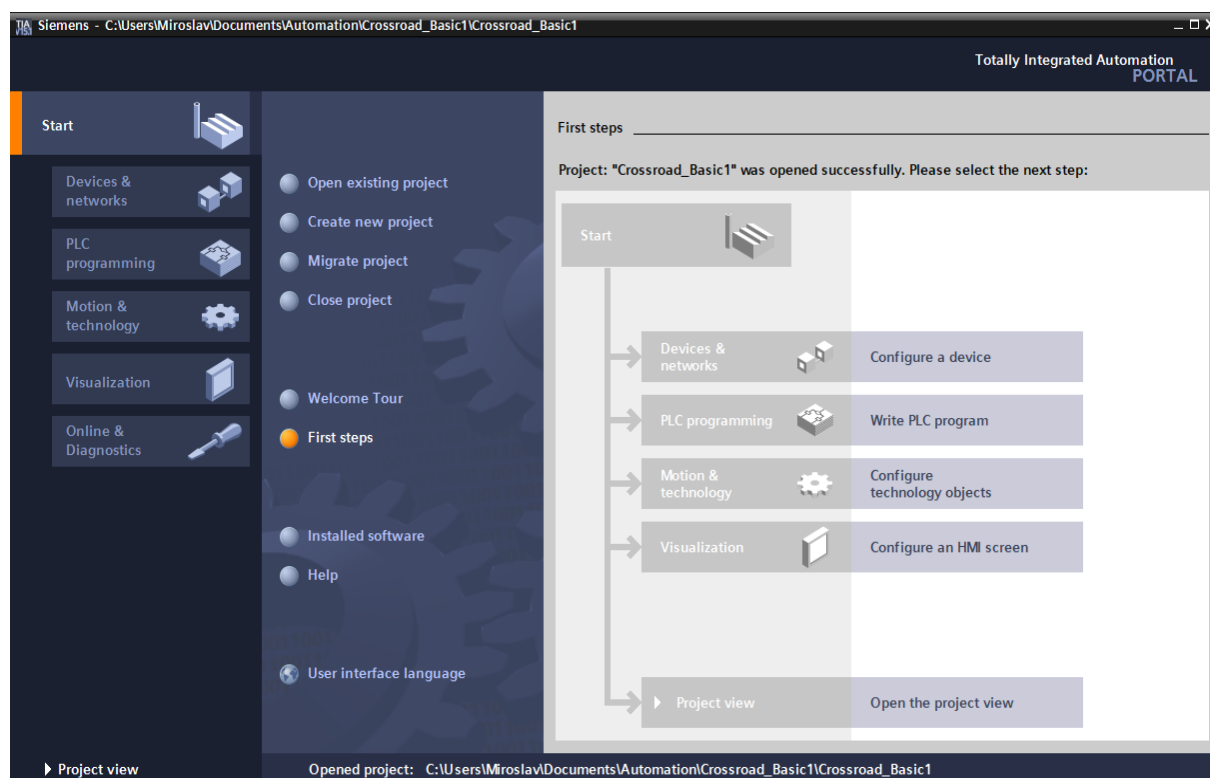 Siemens - C:\Users\Miroslav\Documents\Automation\Crossroad_Basic1\Crossroad_Basic1
Totally Integrated Automation
PORTAL
Start
Devices &
networks
PLC
programming
Motion &
technology
Visualization
Online &
Diagnostics
Open existing project
Create new project
Migrate project
Close project
Welcome Tour
First steps
Installed software
Help
User interface language
First steps
Project: "Crossroad_Basic1" was opened successfully. Please select the next step:
Start
Devices &
networks
Configure a device
PLC programming
Write PLC program
Motion &
technology
Configure
technology objects
Visualization
Configure an HMI screen
Project view
Open the project view
Project view
Opened project: C:\Users\Miroslav\Documents\Automation\Crossroad_Basic1\Crossroad_Basic1